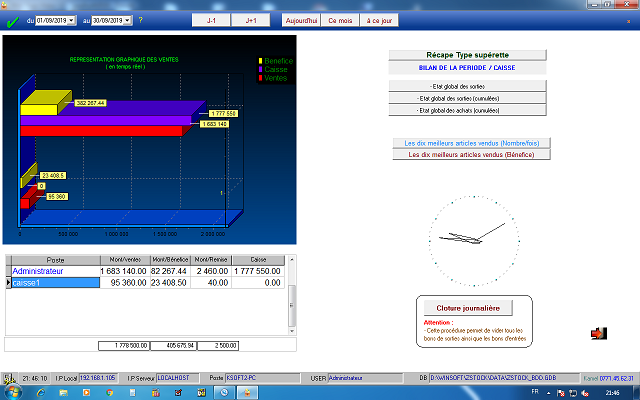 du 01/09/2019 au 30/09/2019 ? J-1 J+1 Aujourd'hui Ce mois à ce jour
REPRESENTATION GRAPHIQUE DES VENTES
( en temps réel )
Bénefice
Caisse
Ventes
382 267.44
1 777 550
1 683 140
23 408.5
0
95 360
1
0 500 000 1 000 000 1 500 000 2 000 000
Poste Mont/ventes Mont/Bénéfice Mont/Remise Caisse
Administrateur 1 683 140.00 82 267.44 2 460.00 1 777 550.00
caisse1 95 360.00 23 408.50 40.00 0.00
1 778 500.00 405 675.94 2 500.00
Récape Type supérette
BILAN DE LA PERIODE / CAISSE
- Etat global des sorties
- Etat global des sorties (cumulées)
- Etat global des achats (cumulées)
Les dix meilleurs articles vendus (Nombre/fois)
Les dix meilleurs articles vendus (Bénefice)
Cloture journalière
Attention :
- Cette procédure permet de vider tous les
bons de sorties ainsi que les bons d'entrées
21:46:10 I.P Local 192.168.1.105 I.P Serveur LOCALHOST Poste KSOFT2-PC USER Administrateur DB D:\WINSOFT\ZSTOCK\DATA\ZSTOCK_BDD.GDB Kamel 0771.45.62.31
FR 21:46